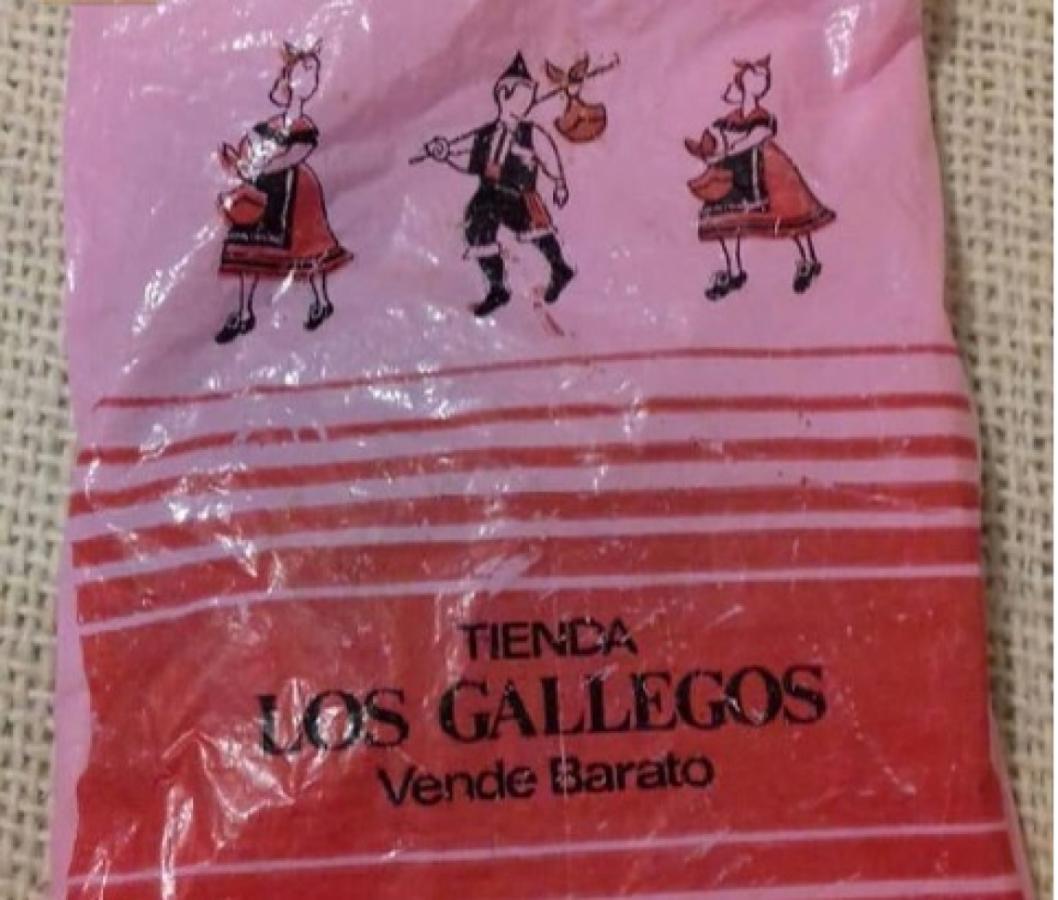 TIENDA
LOS GALLEGOS
Vende Barato